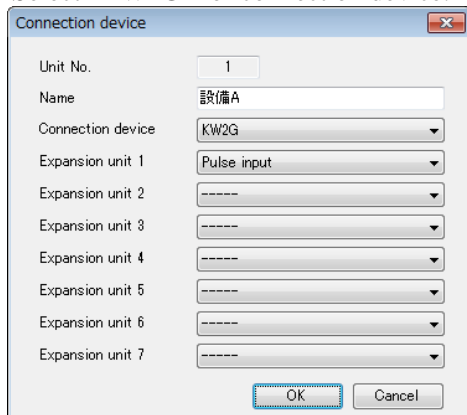 Connection device
Unit No. 1
Name 設備A
Connection device KW2G
Expansion unit 1 Pulse input
Expansion unit 2 -----
Expansion unit 3 -----
Expansion unit 4 -----
Expansion unit 5 -----
Expansion unit 6 -----
Expansion unit 7 -----
OK Cancel